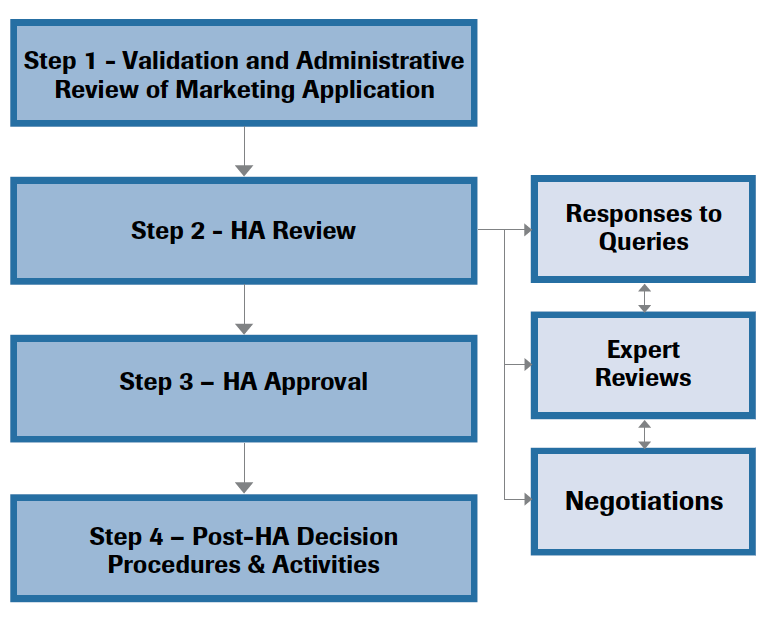 Step 1 - Validation and Administrative
Review of Marketing Application
Step 2 - HA Review
Responses to
Queries
Expert
Reviews
Step 3 – HA Approval
Negotiations
Step 4 – Post-HA Decision
Procedures & Activities